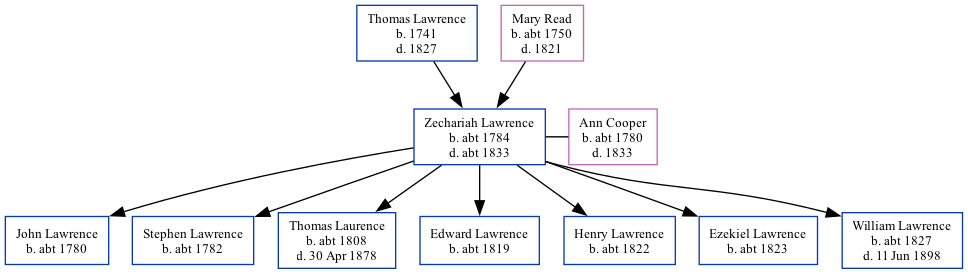 Thomas Lawrence
b. 1741
d. 1827
Mary Read
b. abt 1750
d. 1821
Zechariah Lawrence
b. abt 1784
d. abt 1833
Ann Cooper
b. abt 1780
d. 1833
John Lawrence
b. abt 1780
Stephen Lawrence
b. abt 1782
Thomas Laurence
b. abt 1808
d. 30 Apr 1878
Edward Lawrence
b. abt 1819
Henry Lawrence
b. abt 1822
Ezekiel Lawrence
b. abt 1823
William Lawrence
b. abt 1827
d. 11 Jun 1898